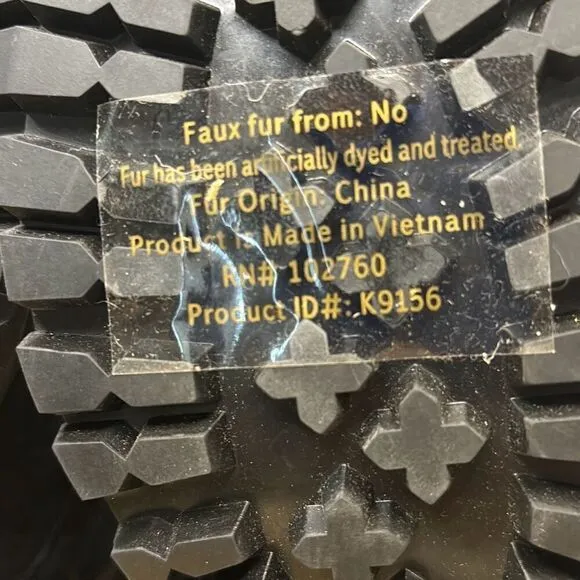 Faux fur from: No
Fur has been artificially dyed and treated
Fur Origin: China
Product is Made in Vietnam
RN# 102760
Product ID#: K9156